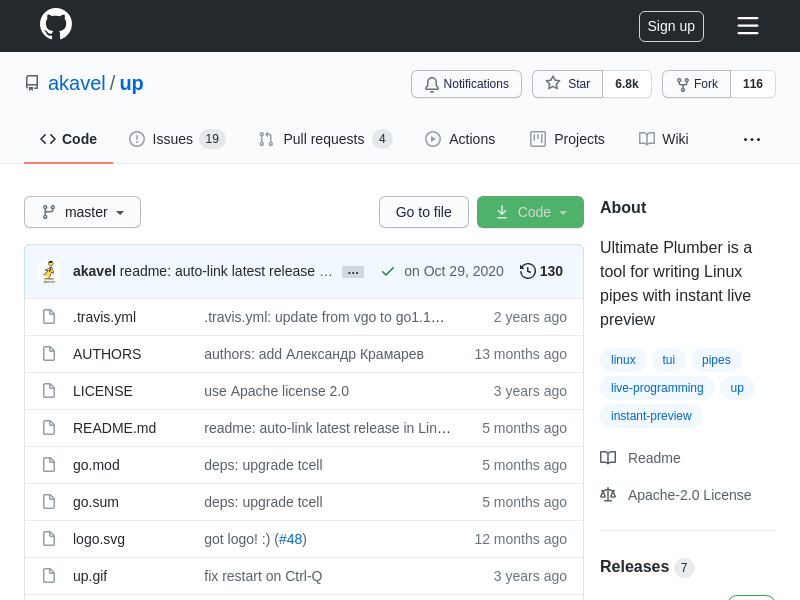 Sign up
akavel / up
Notifications
Star 6.8k
Fork 116
Code
Issues 19
Pull requests 4
Actions
Projects
Wiki
master
Go to file
Code
akavel readme: auto-link latest release … … on Oct 29, 2020 130
.travis.yml .travis.yml: update from vgo to go1.1… 2 years ago
AUTHORS authors: add Александр Крамарев 13 months ago
LICENSE use Apache license 2.0 3 years ago
README.md readme: auto-link latest release in Lin… 5 months ago
go.mod deps: upgrade tcell 5 months ago
go.sum deps: upgrade tcell 5 months ago
logo.svg got logo! :) (#48) 12 months ago
up.gif fix restart on Ctrl-Q 3 years ago
About
Ultimate Plumber is a
tool for writing Linux
pipes with instant live
preview
linux tui pipes
live-programming up
instant-preview
Readme
Apache-2.0 License
Releases 7